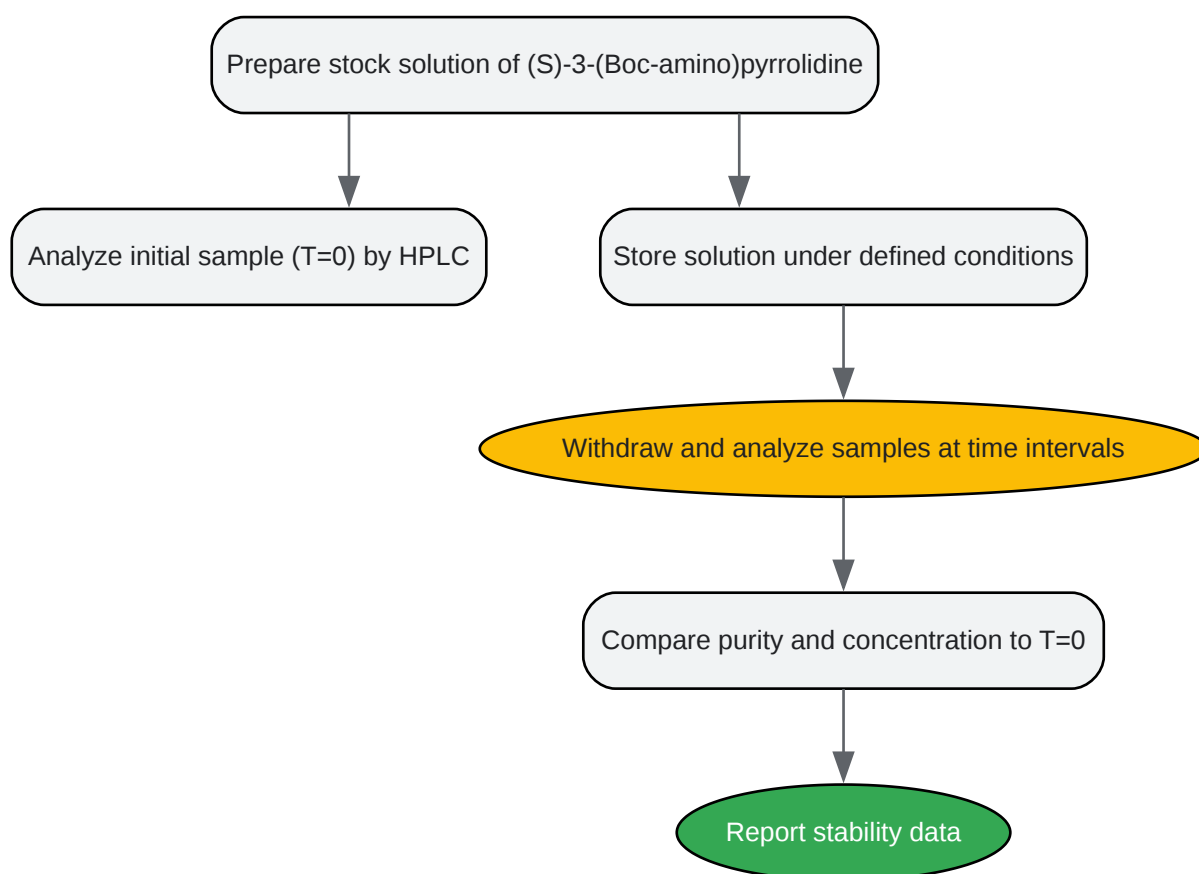 Prepare stock solution of (S)-3-(Boc-amino)pyrrolidine
Analyze initial sample (T=0) by HPLC
Store solution under defined conditions
Withdraw and analyze samples at time intervals
Compare purity and concentration to T=0
Report stability data